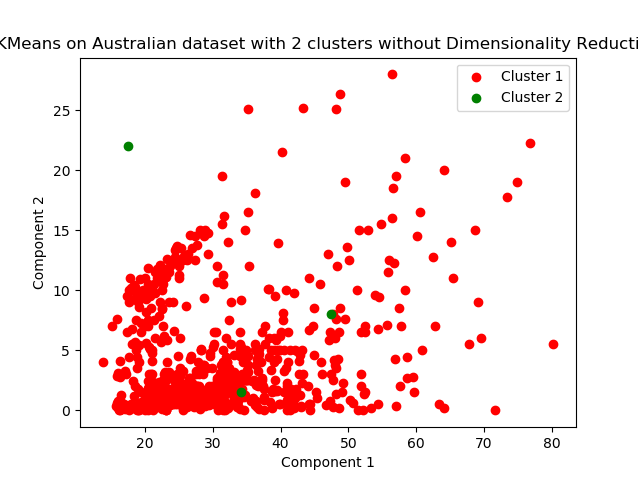 KMeans on Australian dataset with 2 clusters without Dimensionality Reducti
Cluster 1
Cluster 2
25
20
15
10
5
0
Component 2
20 30 40 50 60 70 80
Component 1